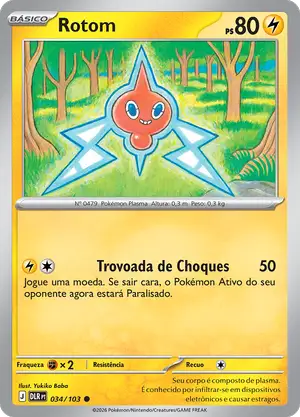 BÁSICO
Rotom
PS 80
Nº 0479 Pokémon Plasma Altura: 0,3 m Peso: 0,3 kg
Trovoada de Choques 50
Jogue uma moeda. Se sair cara, o Pokémon Ativo do seu
oponente agora estará Paralisado.
Fraqueza × 2 Resistência Recuo
Ilust. Yukiko Baba
J DLR PT 034/103
Seu corpo é composto de plasma.
É conhecido por infiltrar-se em dispositivos
eletrônicos e causar estragos.
©2026 Pokémon/Nintendo/Creatures/GAME FREAK